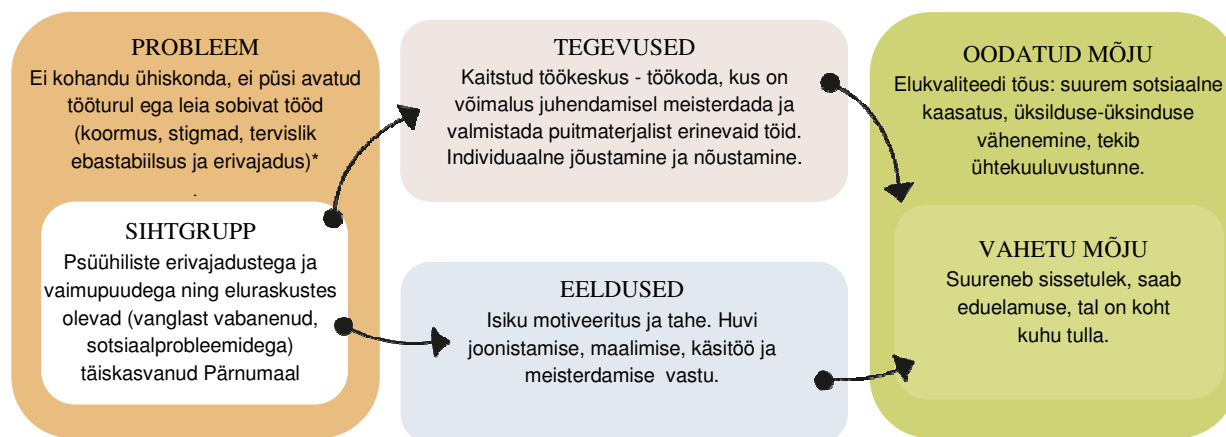 PROBLEEM
Ei kohandu ühiskonda, ei püsi avatud
tööturul ega leia sobivat tööd
(koormus, stigmad, tervislik
ebastabiilsus ja erivajadus)*
.
SIHTGRUPP
Psüühiliste erivajadustega ja
vaimupuudega ning eluraskustes
olevad (vanglast vabanenud,
sotsiaalprobleemidega)
täiskasvanud Pärnumaal
TEGEVUSED
Kaitstud töökeskus - töökoda, kus on
võimalus juhendamisel meisterdada ja
valmistada puitmaterjalist erinevaid töid.
Individuaalne jõustamine ja nõustamine.
EELDUSED
Isiku motiveeritus ja tahe. Huvi
joonistamise, maalimise, käsitöö ja
meisterdamise vastu.
OODATUD MÕJU
Elukvaliteedi tõus: suurem sotsiaalne
kaasatus, üksilduse-üksinduse
vähenemine, tekib
ühtekuuluvustunne.
VAHETU MÕJU
Suureneb sissetulek, saab
eduelamuse, tal on koht
kuhu tulla.